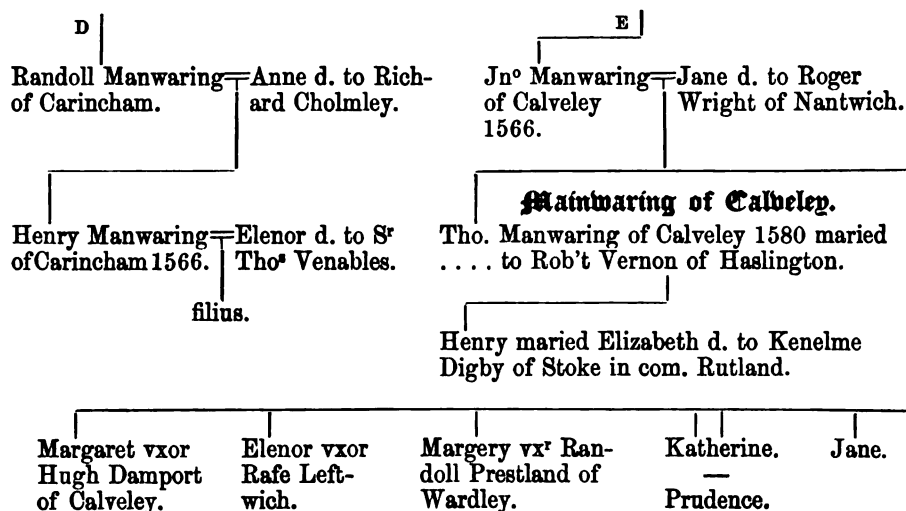 D
E
Randoll Manwaring
of Carincham.
Anne d. to Rich-
ard Cholmley.
Jnº Manwaring
of Calveley
1566.
Jane d. to Roger
Wright of Nantwich.
Mainwaring of Calveley.
Henry Manwaring
of Carincham 1566.
Elenor d. to Sʳ
Thoˢ Venables.
filius.
Tho. Manwaring of Calveley 1580 maried
. . . . to Rob't Vernon of Haslington.
Henry maried Elizabeth d. to Kenelme
Digby of Stoke in com. Rutland.
Margaret vxor
Hugh Damport
of Calveley.
Elenor vxor
Rafe Left-
wich.
Margery vxʳ Ran-
doll Prestland of
Wardley.
Katherine.
—
Prudence.
Jane.